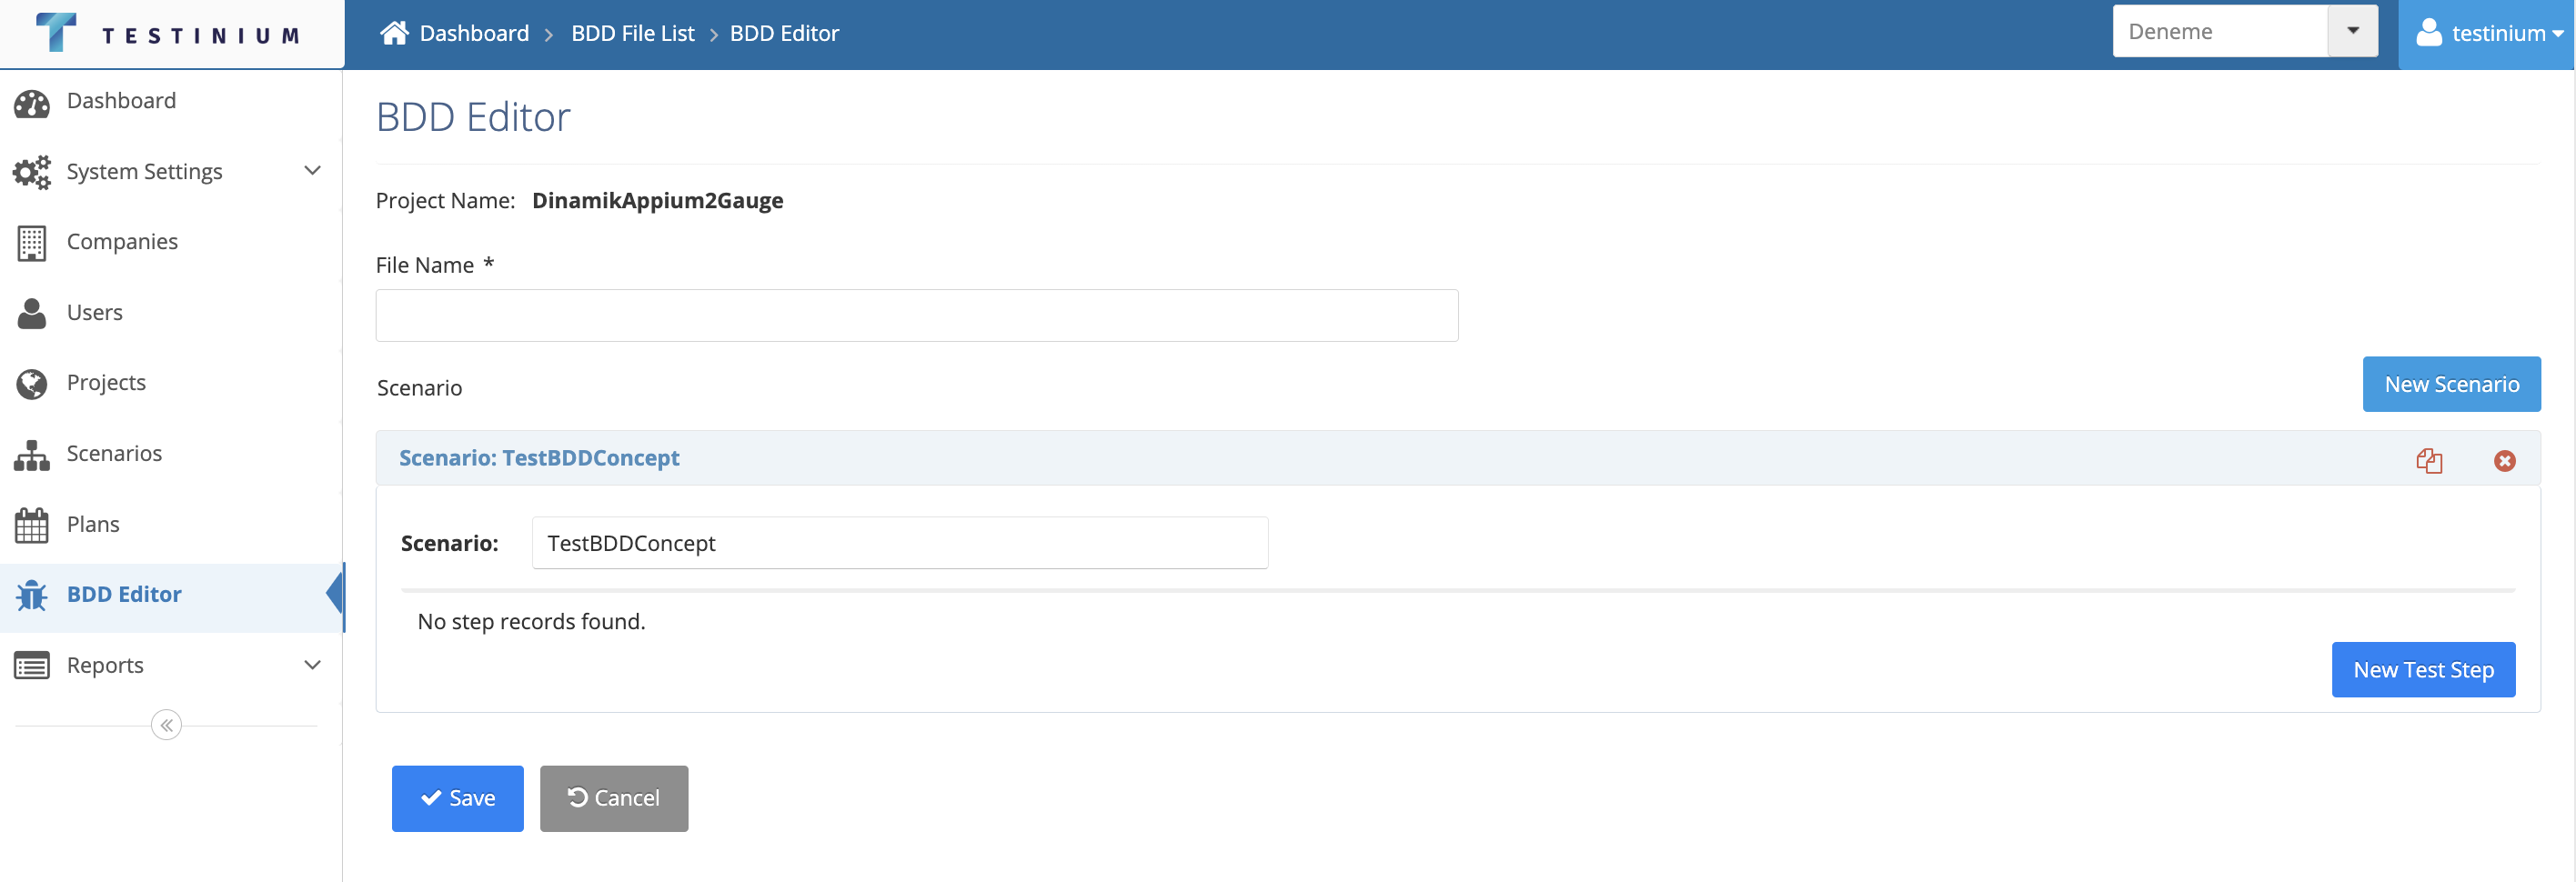 TESTINIUM
Dashboard > BDD File List > BDD Editor
Deneme
testinium
Dashboard
System Settings
Companies
Users
Projects
Scenarios
Plans
BDD Editor
Reports
BDD Editor
Project Name: DinamikAppium2Gauge
File Name *
Scenario
New Scenario
Scenario: TestBDDConcept
Scenario: TestBDDConcept
No step records found.
New Test Step
Save
Cancel